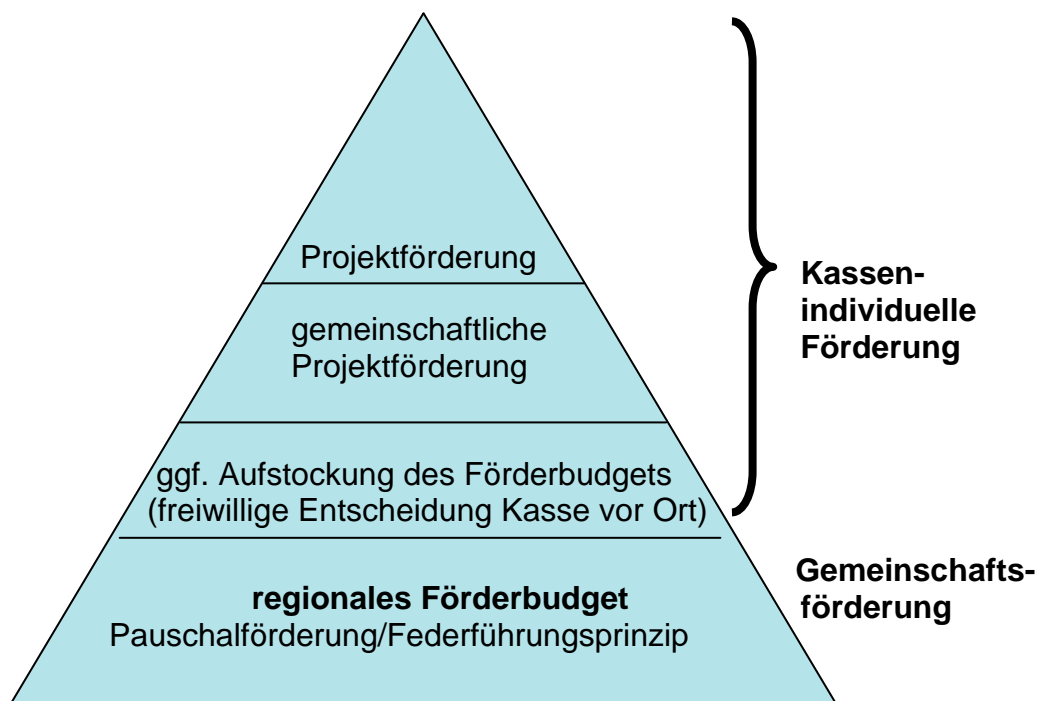 Projektförderung
gemeinschaftliche
Projektförderung
ggf. Aufstockung des Förderbudgets
(freiwillige Entscheidung Kasse vor Ort)
regionales Förderbudget
Pauschalförderung/Federführungsprinzip
Kassen-
individuelle
Förderung
Gemeinschafts-
förderung